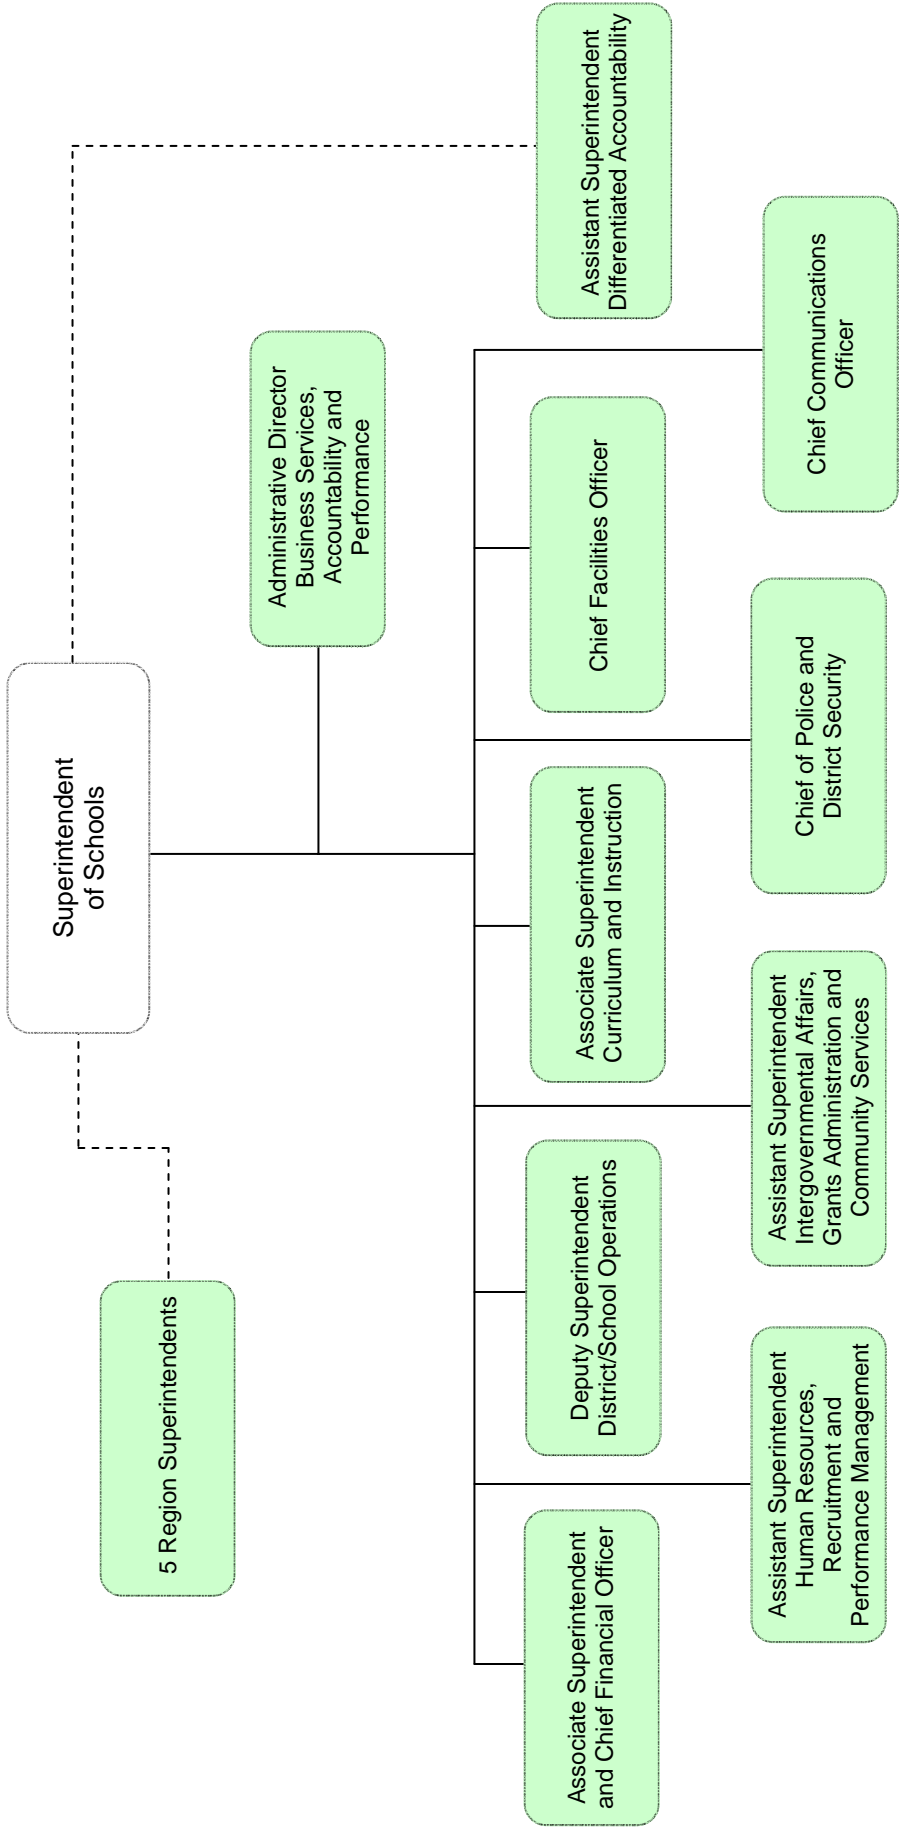 Superintendent
of Schools
5 Region Superintendents
Administrative Director
Business Services,
Accountability and
Performance
Assistant Superintendent
Differentiated Accountability
Associate Superintendent
and Chief Financial Officer
Deputy Superintendent
District/School Operations
Associate Superintendent
Curriculum and Instruction
Chief Facilities Officer
Assistant Superintendent
Human Resources,
Recruitment and
Performance Management
Assistant Superintendent
Intergovernmental Affairs,
Grants Administration and
Community Services
Chief of Police and
District Security
Chief Communications
Officer